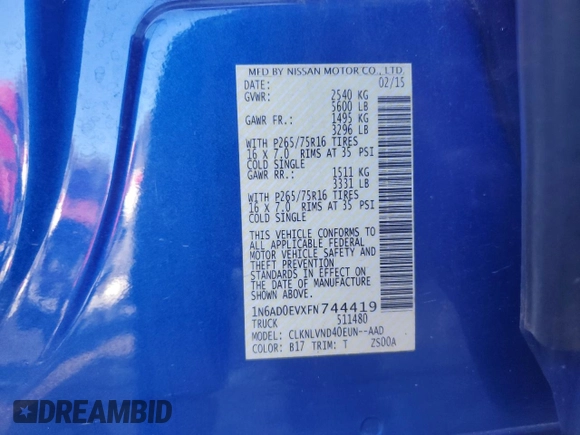 MFD BY NISSAN MOTOR CO., LTD.
DATE: 02/15
GVWR: 2540 KG
5600 LB
GAWR FR.: 1495 KG
3296 LB
WITH P265/75R16 TIRES
16 X 7.0 RIMS AT 35 PSI
COLD SINGLE
GAWR RR.: 1511 KG
3331 LB
WITH P265/75R16 TIRES
16 X 7.0 RIMS AT 35 PSI
COLD SINGLE
THIS VEHICLE CONFORMS TO
ALL APPLICABLE FEDERAL
MOTOR VEHICLE SAFETY AND
THEFT PREVENTION
STANDARDS IN EFFECT ON
THE DATE OF MANUFACTURE
SHOWN ABOVE.
1N6AD0EVXFN744419
TRUCK 511480
MODEL: CLKNLVND40EUN--AAD
COLOR: B17 TRIM: T ZS00A
DREAMBID